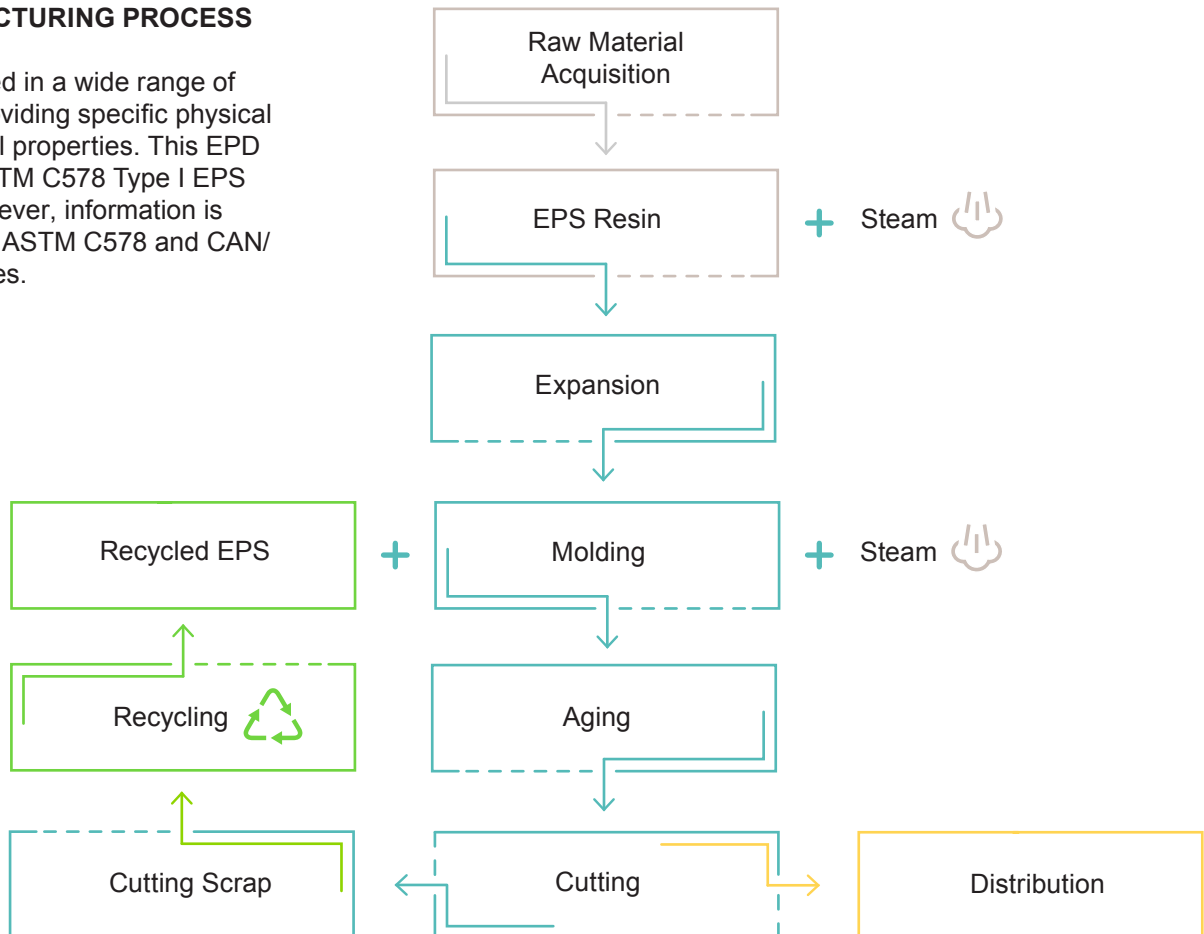 CTURING PROCESS
ed in a wide range of
oviding specific physical
l properties. This EPD
TM C578 Type I EPS
ever, information is
ASTM C578 and CAN/
es.
Raw Material
Acquisition
EPS Resin + Steam
Expansion
Recycled EPS + Molding + Steam
Recycling
Aging
Cutting Scrap
Cutting
Distribution